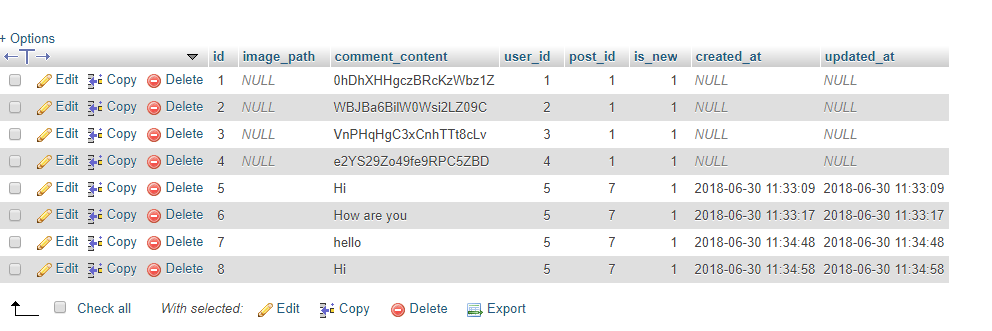 + Options
id image_path comment_content user_id post_id is_new created_at updated_at
Edit Copy Delete 1 NULL 0hDhXHHgczBRcKzWbz1Z 1 1 1 NULL NULL
Edit Copy Delete 2 NULL WBJBa6BilW0Wsi2LZ09C 2 1 1 NULL NULL
Edit Copy Delete 3 NULL VnPHqHgC3xCnhTTt8cLv 3 1 1 NULL NULL
Edit Copy Delete 4 NULL e2YS29Zo49fe9RPC5ZBD 4 1 1 NULL NULL
Edit Copy Delete 5 Hi 5 7 1 2018-06-30 11:33:09 2018-06-30 11:33:09
Edit Copy Delete 6 How are you 5 7 1 2018-06-30 11:33:17 2018-06-30 11:33:17
Edit Copy Delete 7 hello 5 7 1 2018-06-30 11:34:48 2018-06-30 11:34:48
Edit Copy Delete 8 Hi 5 7 1 2018-06-30 11:34:58 2018-06-30 11:34:58
Check all With selected: Edit Copy Delete Export